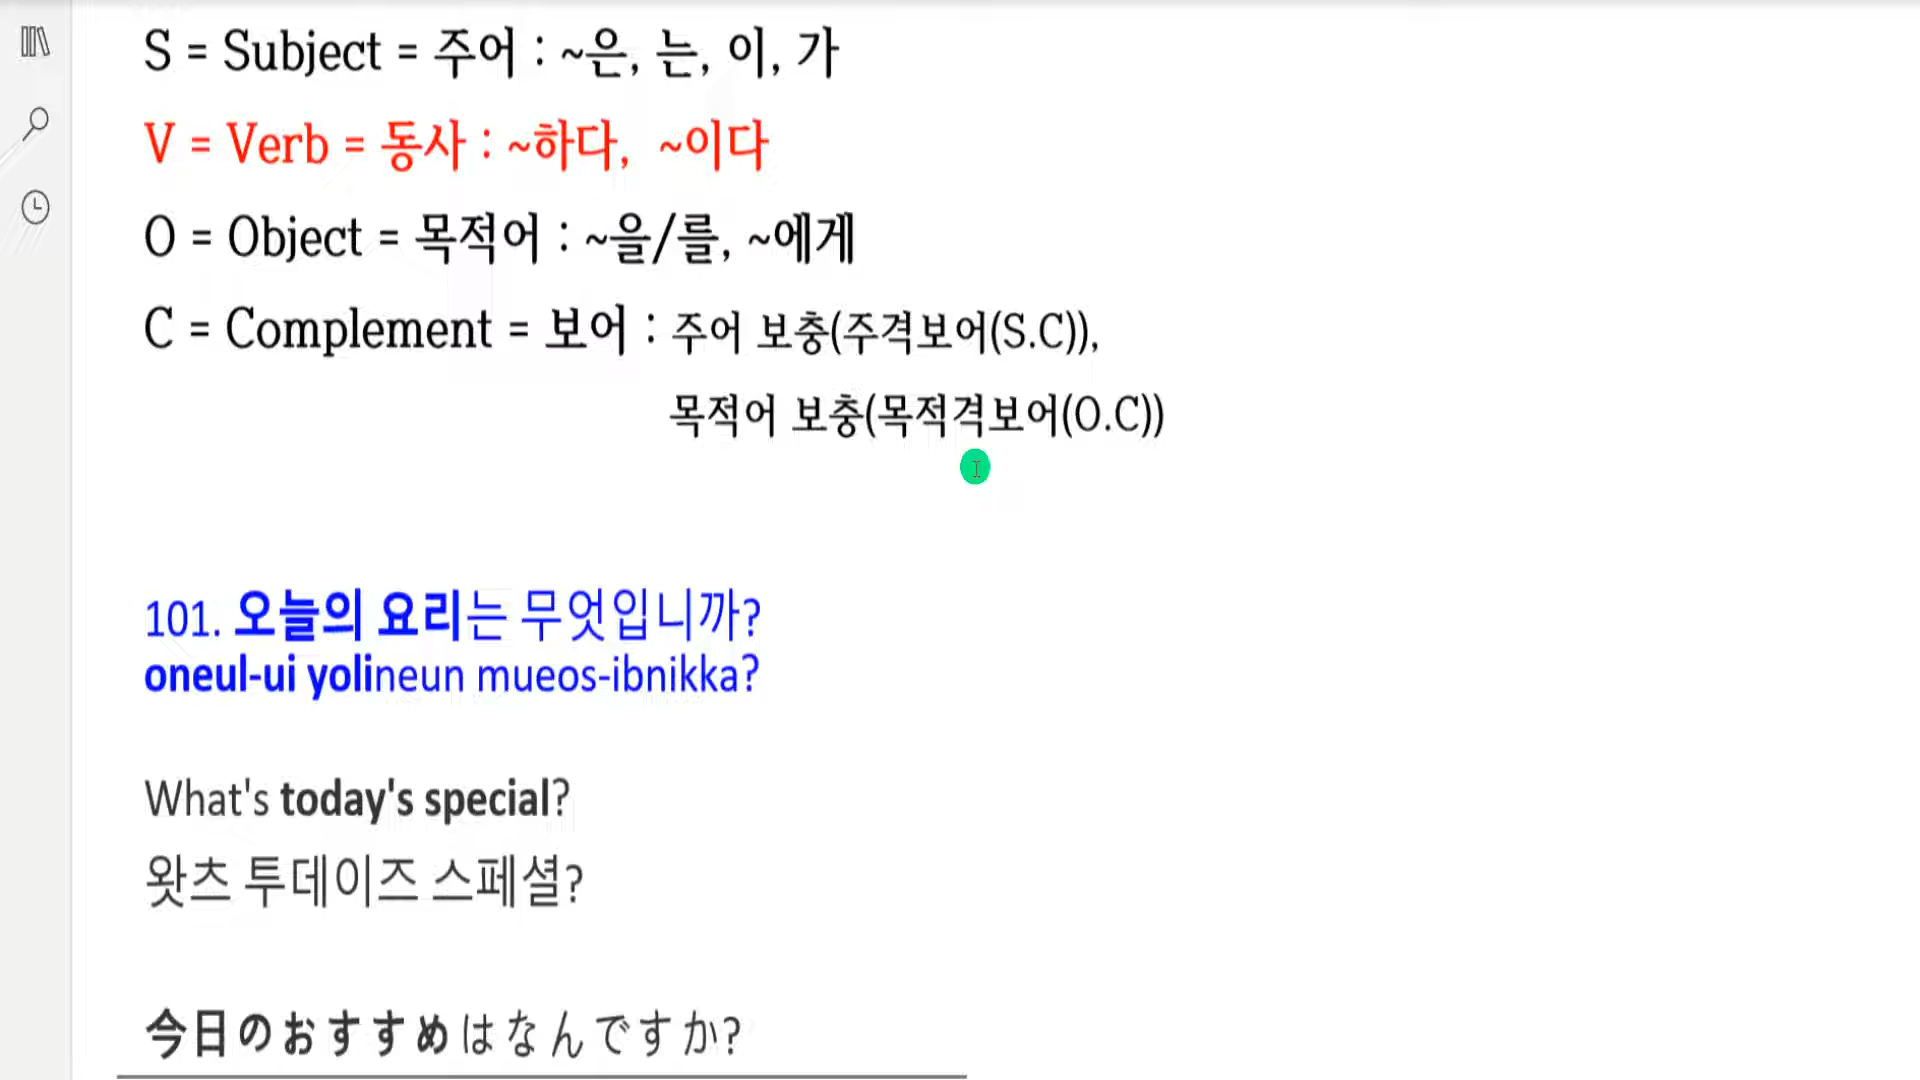 S = Subject = 주어 : ~은, 는, 이, 가
V = Verb = 동사 : ~하다, ~이다
O = Object = 목적어 : ~을/를, ~에게
C = Complement = 보어 : 주어 보충(주격보어(S.C)),
목적어 보충(목적격보어(O.C))
101. 오늘의 요리는 무엇입니까?
oneul-ui yolineun mueos-ibnikka?
What's today's special?
왓츠 투데이즈 스페셜?
今日のおすすめはなんですか?